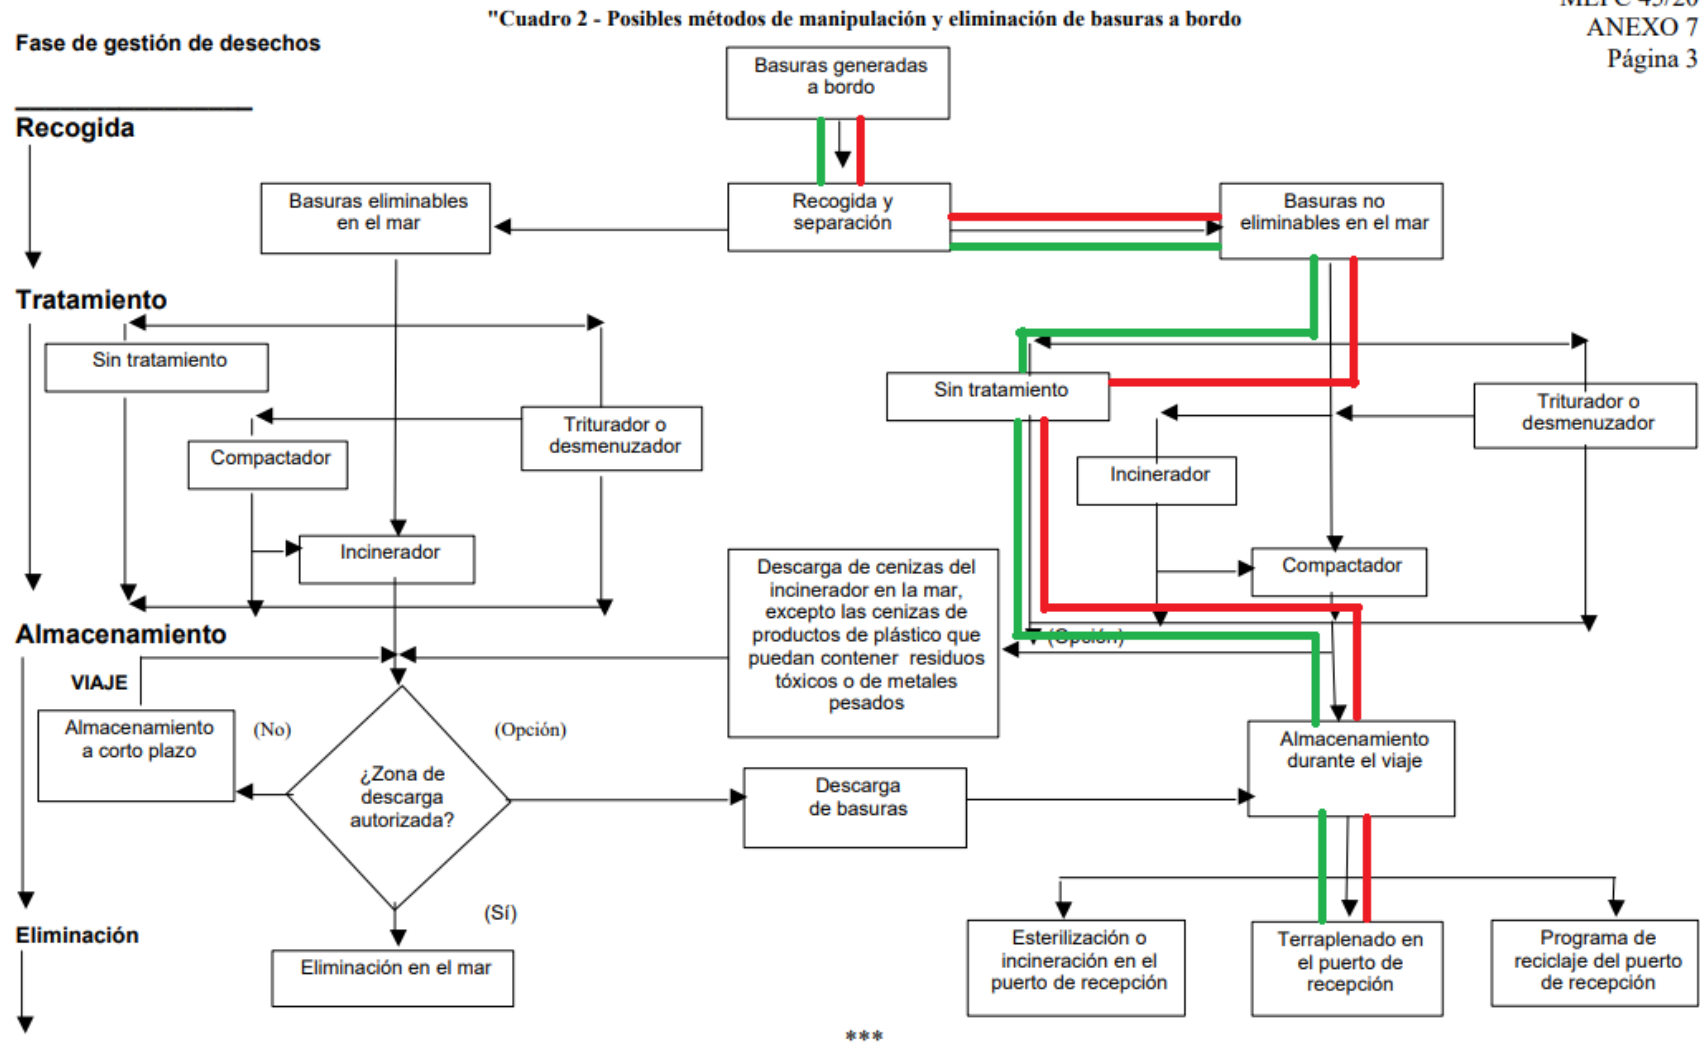 MEPC 45/20
ANEXO 7
Página 3
"Cuadro 2 - Posibles métodos de manipulación y eliminación de basuras a bordo
Fase de gestión de desechos
Basuras generadas
a bordo
Recogida
Basuras eliminables
en el mar
Recogida y
separación
Basuras no
eliminables en el mar
Tratamiento
Sin tratamiento
Triturador o
desmenuzador
Compactador
Incinerador
Sin tratamiento
Triturador o
desmenuzador
Incinerador
Compactador
Descarga de cenizas del
incinerador en la mar,
excepto las cenizas de
productos de plástico que
puedan contener residuos
tóxicos o de metales
pesados
(Opción)
Almacenamiento
VIAJE
Almacenamiento
a corto plazo
(No)
(Opción)
¿Zona de
descarga
autorizada?
Descarga
de basuras
Almacenamiento
durante el viaje
(Sí)
Eliminación
Eliminación en el mar
Esterilización o
incineración en el
puerto de recepción
Terraplenado en
el puerto de
recepción
Programa de
reciclaje del puerto
de recepción
***